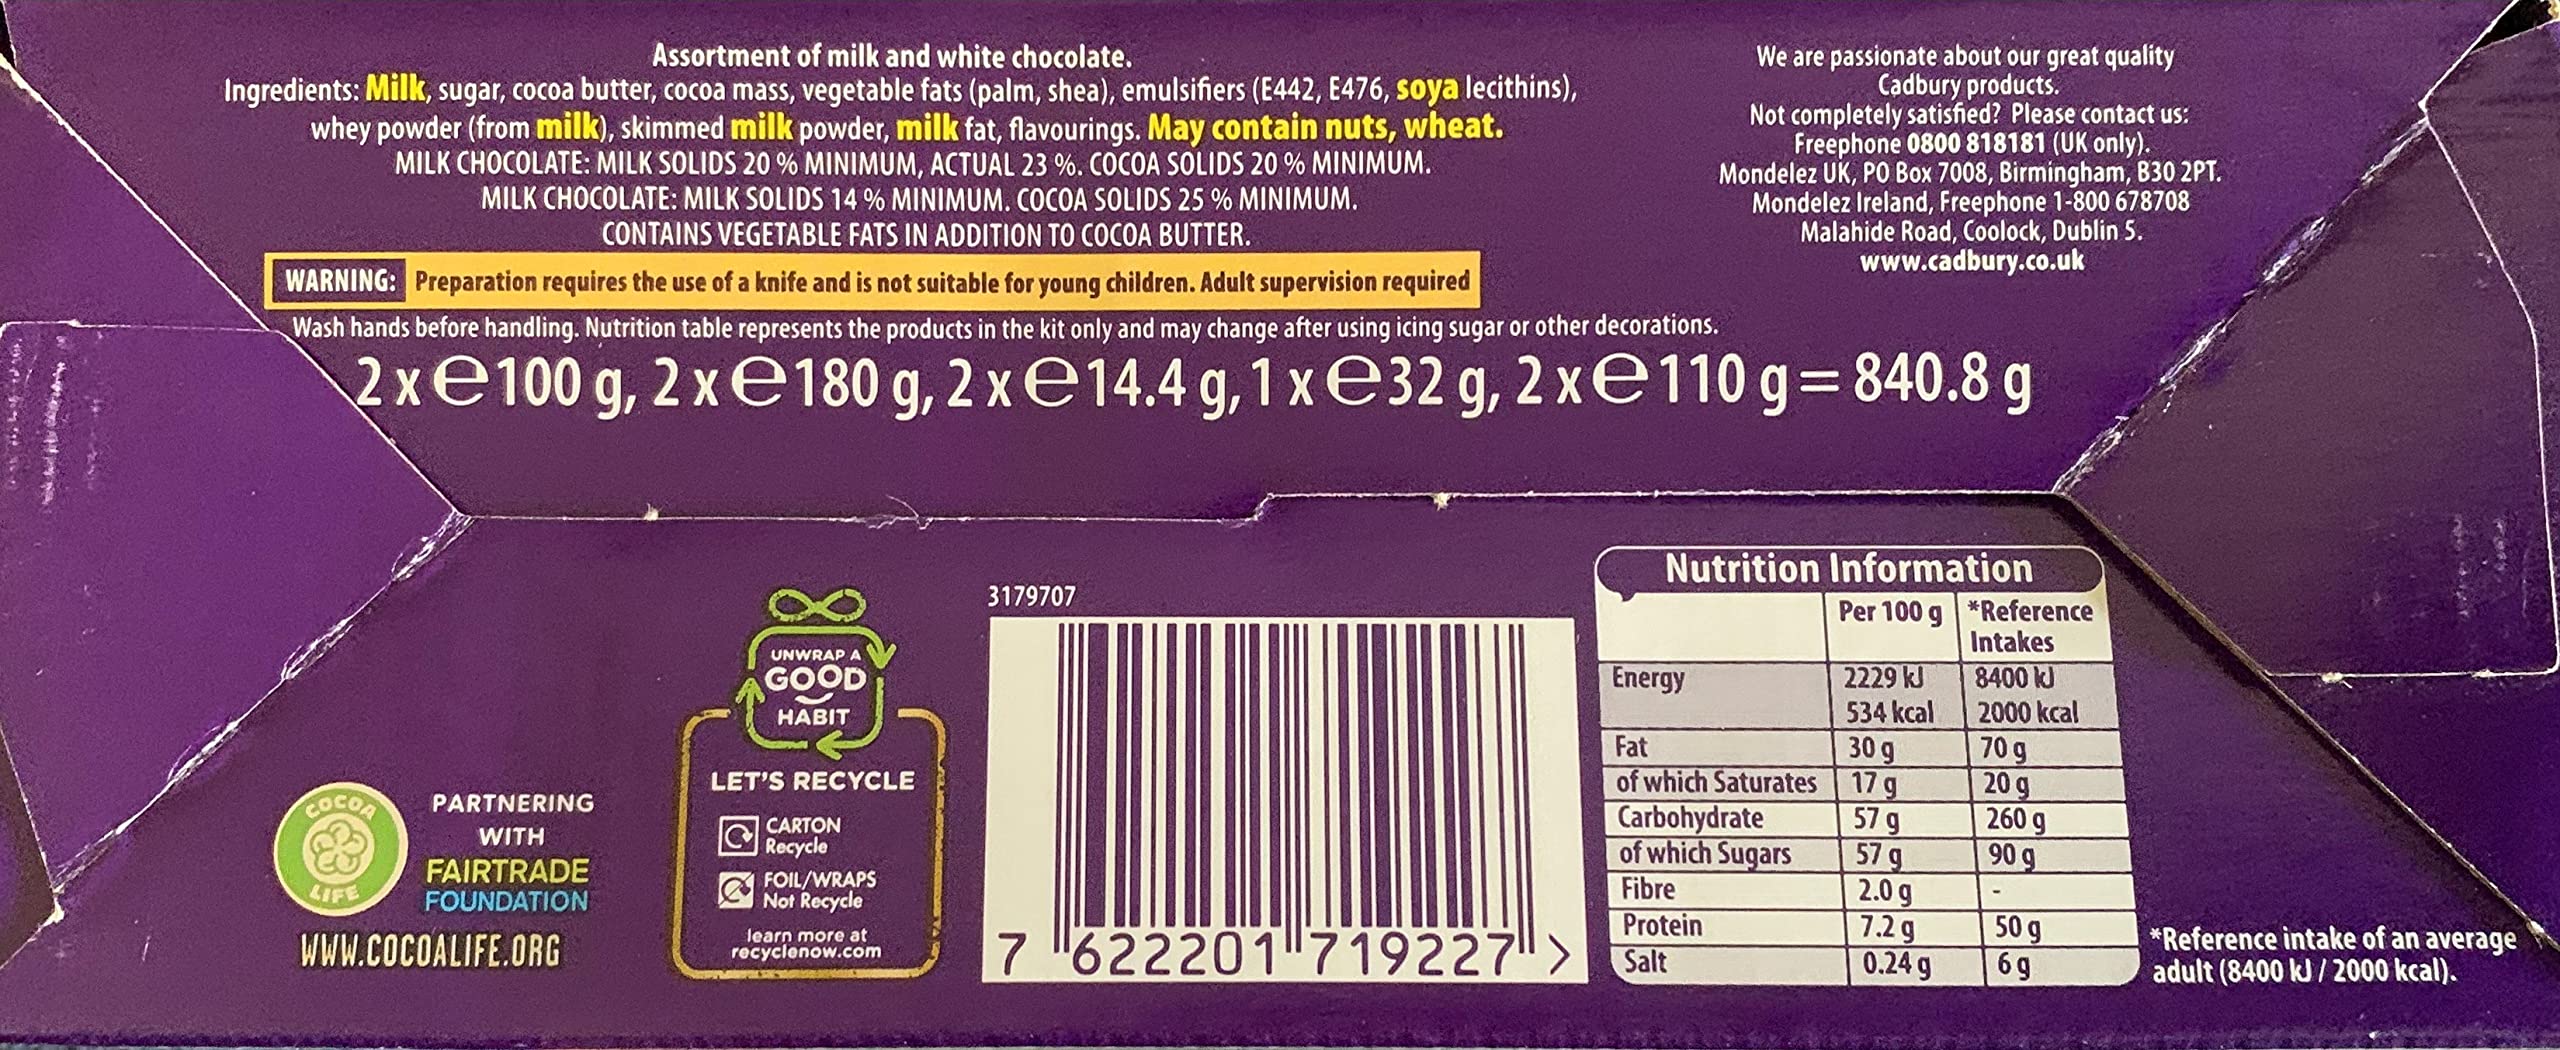 Assortment of milk and white chocolate.
Ingredients: Milk, sugar, cocoa butter, cocoa mass, vegetable fats (palm, shea), emulsifiers (E442, E476, soya lecithins),
whey powder (from milk), skimmed milk powder, milk fat, flavourings. May contain nuts, wheat.
MILK CHOCOLATE: MILK SOLIDS 20 % MINIMUM, ACTUAL 23 %. COCOA SOLIDS 20 % MINIMUM.
MILK CHOCOLATE: MILK SOLIDS 14 % MINIMUM. COCOA SOLIDS 25 % MINIMUM.
CONTAINS VEGETABLE FATS IN ADDITION TO COCOA BUTTER.
WARNING: Preparation requires the use of a knife and is not suitable for young children. Adult supervision required
Wash hands before handling. Nutrition table represents the products in the kit only and may change after using icing sugar or other decorations.
2 x ℮ 100 g, 2 x ℮ 180 g, 2 x ℮ 14.4 g, 1 x ℮ 32 g, 2 x ℮ 110 g = 840.8 g
We are passionate about our great quality
Cadbury products.
Not completely satisfied? Please contact us:
Freephone 0800 818181 (UK only).
Mondelez UK, PO Box 7008, Birmingham, B30 2PT.
Mondelez Ireland, Freephone 1-800 678708
Malahide Road, Coolock, Dublin 5.
www.cadbury.co.uk
COCOA
LIFE
PARTNERING
WITH
FAIRTRADE
FOUNDATION
WWW.COCOALIFE.ORG
UNWRAP A
GOOD
HABIT
LET'S RECYCLE
CARTON
Recycle
FOIL/WRAPS
Not Recycle
learn more at
recyclenow.com
3179707
7 622201 719227 >
Nutrition Information
Per 100 g *Reference
Intakes
Energy 2229 kJ 8400 kJ
534 kcal 2000 kcal
Fat 30 g 70 g
of which Saturates 17 g 20 g
Carbohydrate 57 g 260 g
of which Sugars 57 g 90 g
Fibre 2.0 g -
Protein 7.2 g 50 g
Salt 0.24 g 6 g
*Reference intake of an average
adult (8400 kJ / 2000 kcal).